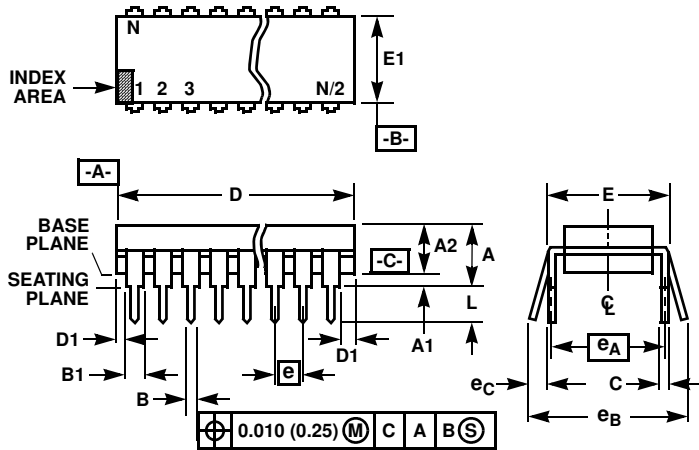 N
INDEX
AREA
1 2 3 N/2
E1
-B-
-A-
D
E
BASE
PLANE
SEATING
PLANE
A2
A
-C-
L
D1
A1
D1
B1
B
e
℄
eA
eC
C
eB
0.010 (0.25) Ⓜ C A B Ⓢ